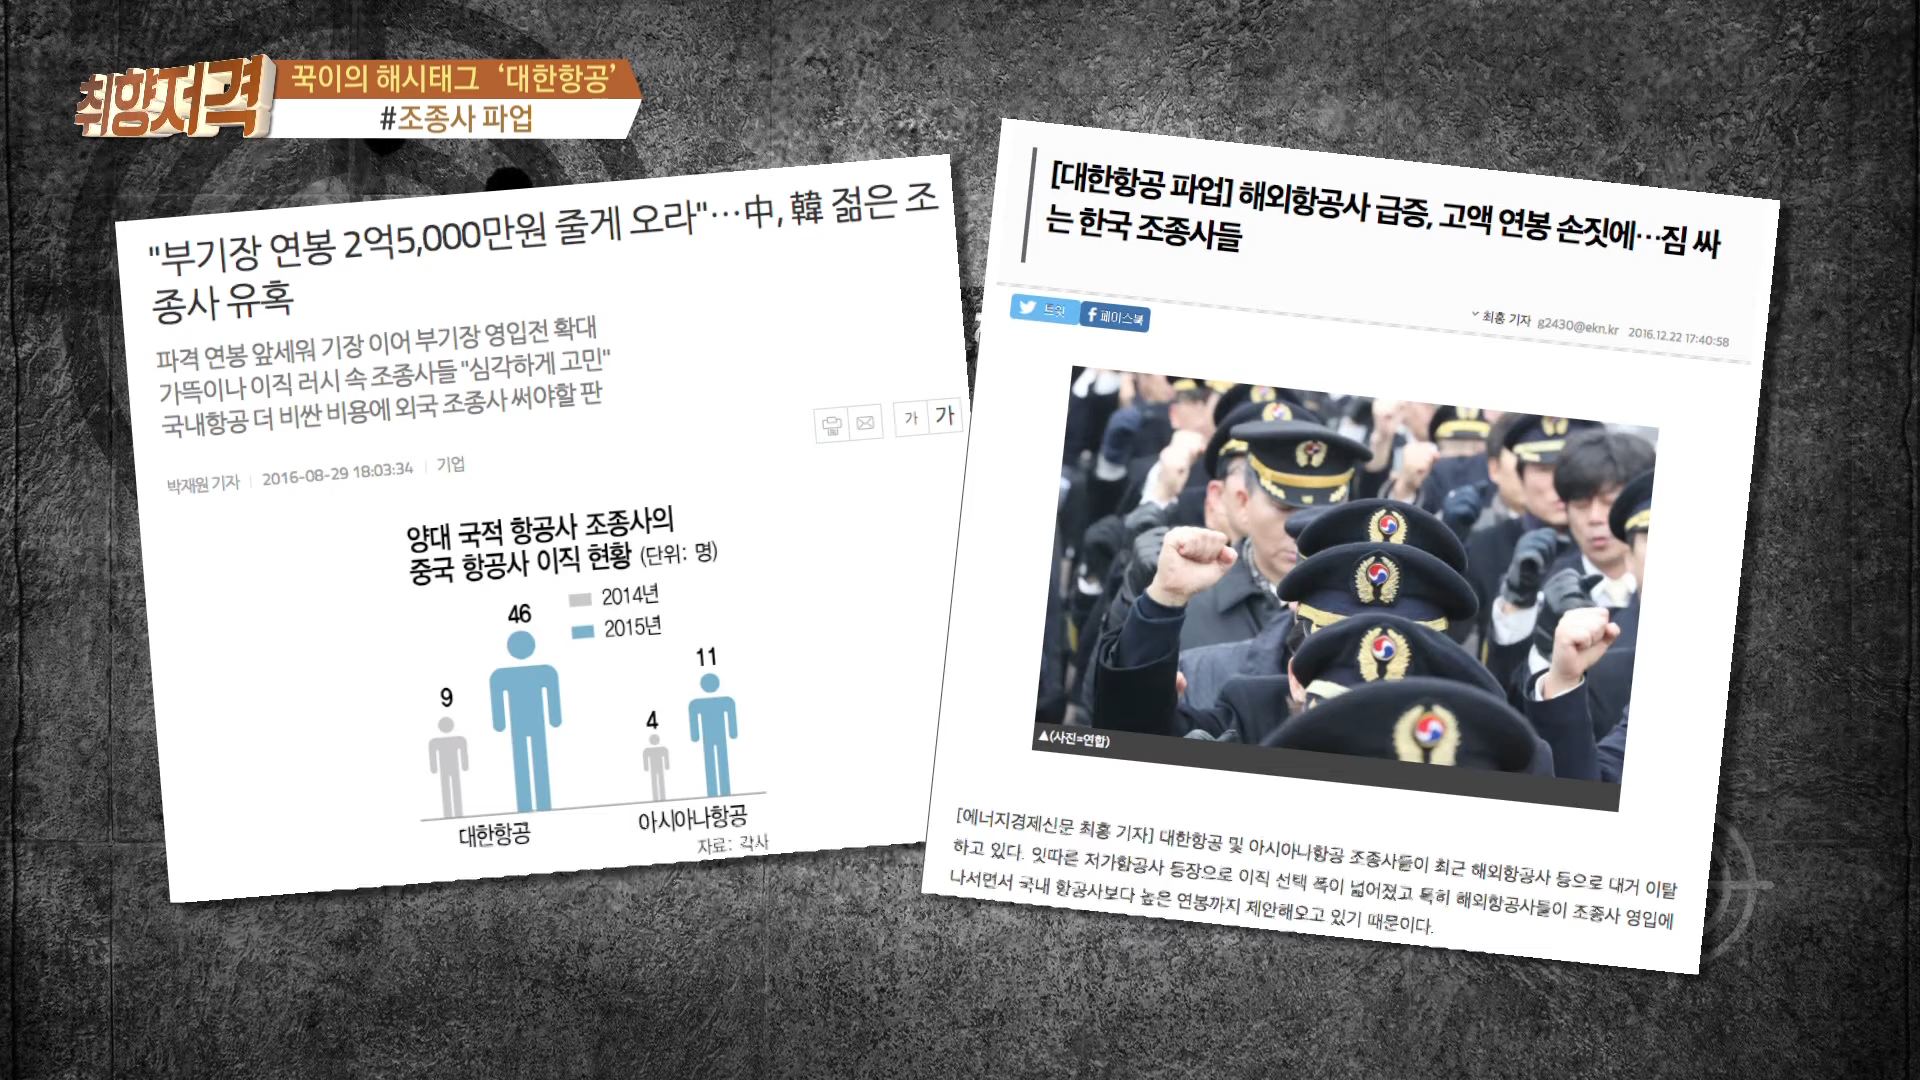 취향저격
꾹이의 해시태그 ‘대한항공’
#조종사 파업
"부기장 연봉 2억5,000만원 줄게 오라"…中, 韓 젊은 조
종사 유혹
파격 연봉 앞세워 기장 이어 부기장 영입전 확대
가뜩이나 이직 러시 속 조종사들 "심각하게 고민"
국내항공 더 비싼 비용에 외국 조종사 써야할 판
가 가
박재원 기자 | 2016-08-29 18:03:34 | 기업
양대 국적 항공사 조종사의
중국 항공사 이직 현황 (단위: 명)
2014년
2015년
9
46
4
11
대한항공
아시아나항공
자료: 각사
[대한항공 파업] 해외항공사 급증, 고액 연봉 손짓에…짐 싸
는 한국 조종사들
트윗 페이스북
최홍 기자 g2430@ekn.kr 2016.12.22 17:40:58
▲(사진=연합)
[에너지경제신문 최홍 기자] 대한항공 및 아시아나항공 조종사들이 최근 해외항공사 등으로 대거 이탈
하고 있다. 잇따른 저가항공사 등장으로 이직 선택 폭이 넓어졌고 특히 해외항공사들이 조종사 영입에
나서면서 국내 항공사보다 높은 연봉까지 제안해오고 있기 때문이다.